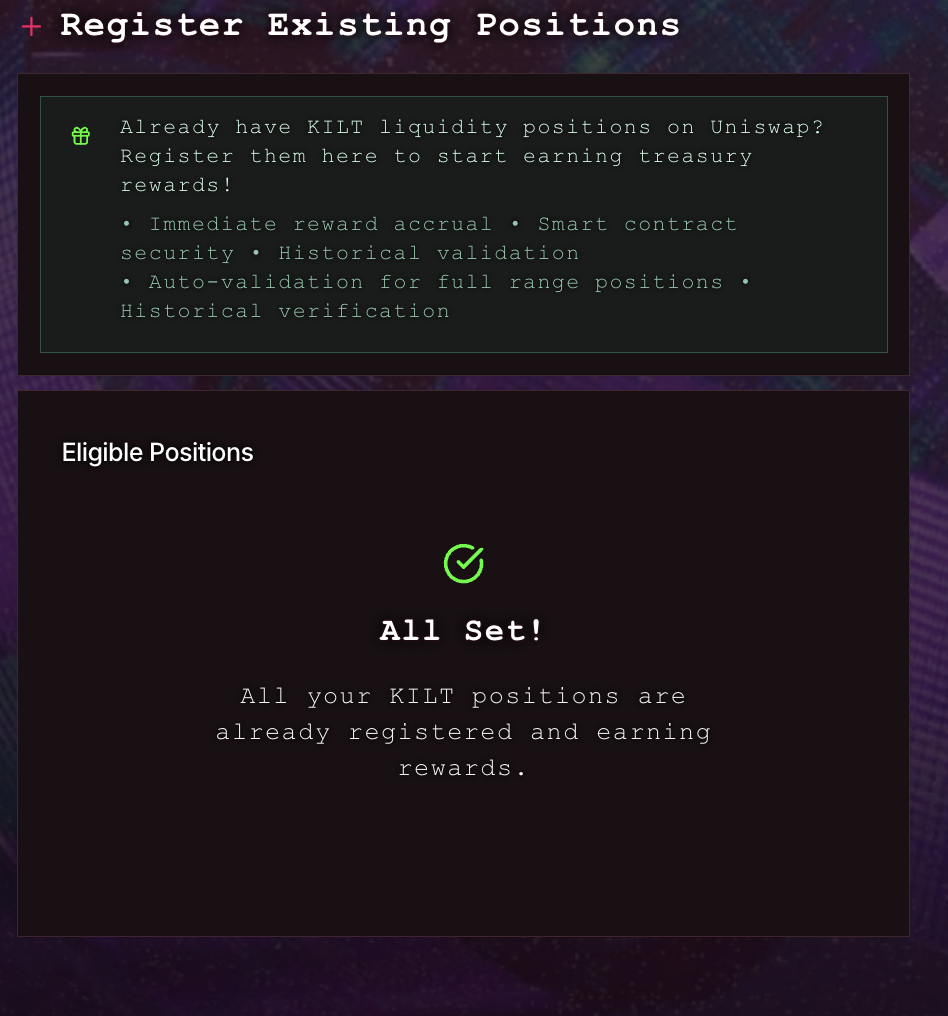 + Register Existing Positions
Already have KILT liquidity positions on Uniswap?
Register them here to start earning treasury
rewards!
• Immediate reward accrual • Smart contract
security • Historical validation
• Auto-validation for full range positions •
Historical verification
Eligible Positions
All Set!
All your KILT positions are
already registered and earning
rewards.